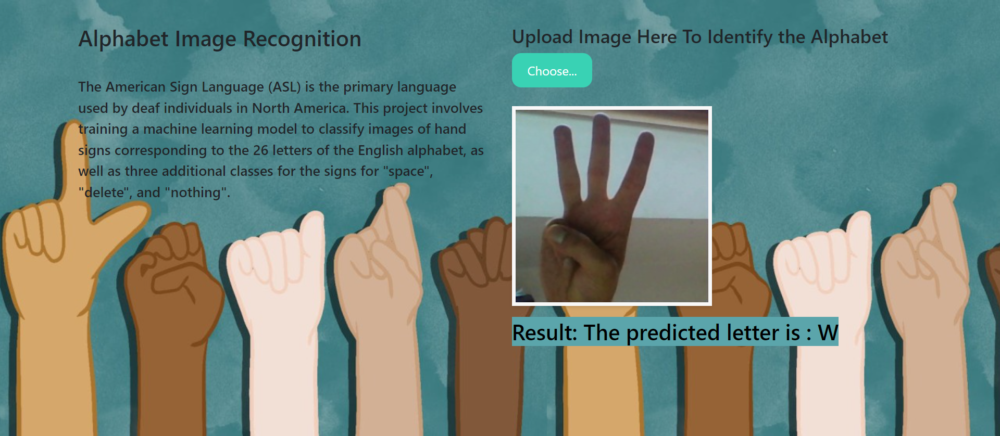 Alphabet Image Recognition
The American Sign Language (ASL) is the primary language
used by deaf individuals in North America. This project involves
training a machine learning model to classify images of hand
signs corresponding to the 26 letters of the English alphabet, as
well as three additional classes for the signs for "space",
"delete", and "nothing".
Upload Image Here To Identify the Alphabet
Choose...
Result: The predicted letter is : W